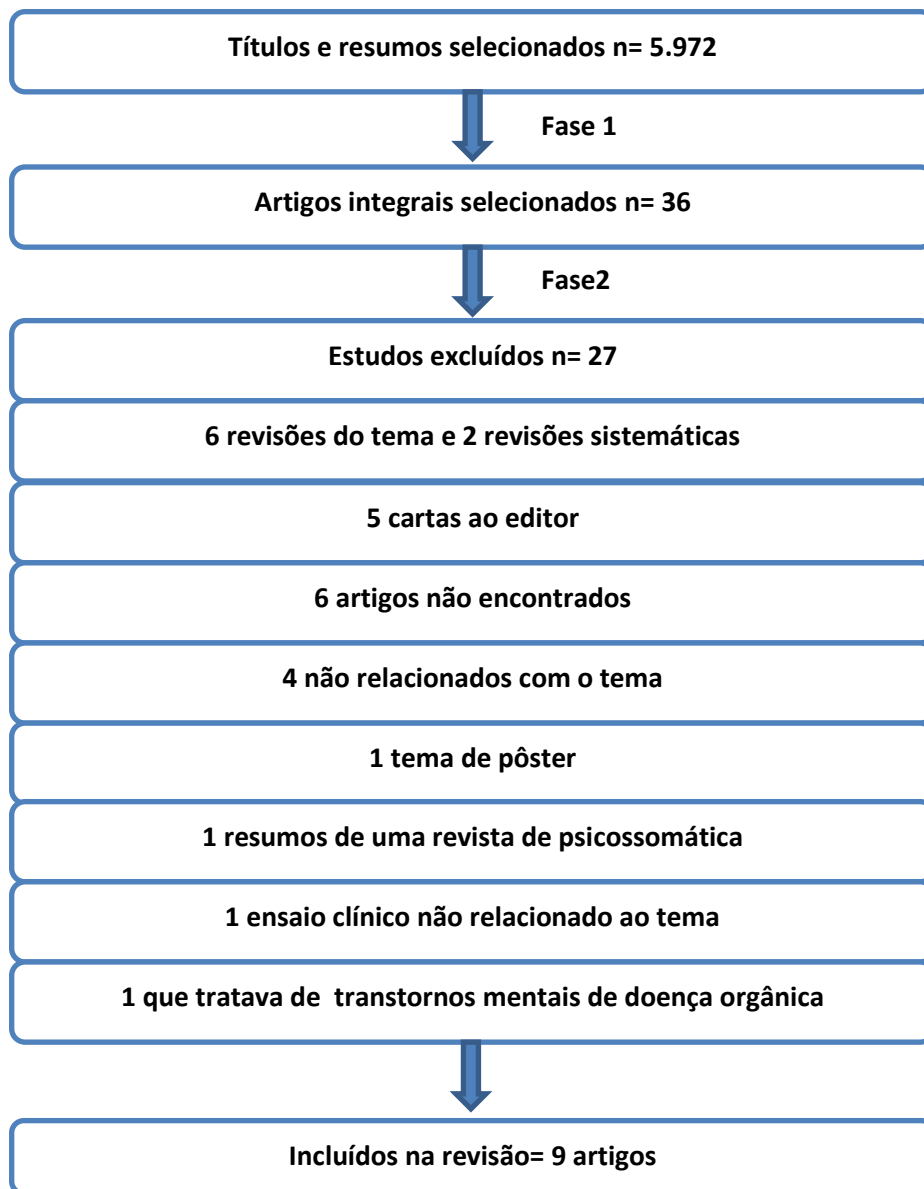 Títulos e resumos selecionados n= 5.972
Fase 1
Artigos integrais selecionados n= 36
Fase2
Estudos excluídos n= 27
6 revisões do tema e 2 revisões sistemáticas
5 cartas ao editor
6 artigos não encontrados
4 não relacionados com o tema
1 tema de pôster
1 resumos de uma revista de psicossomática
1 ensaio clínico não relacionado ao tema
1 que tratava de  transtornos mentais de doença orgânica
Incluídos na revisão= 9 artigos